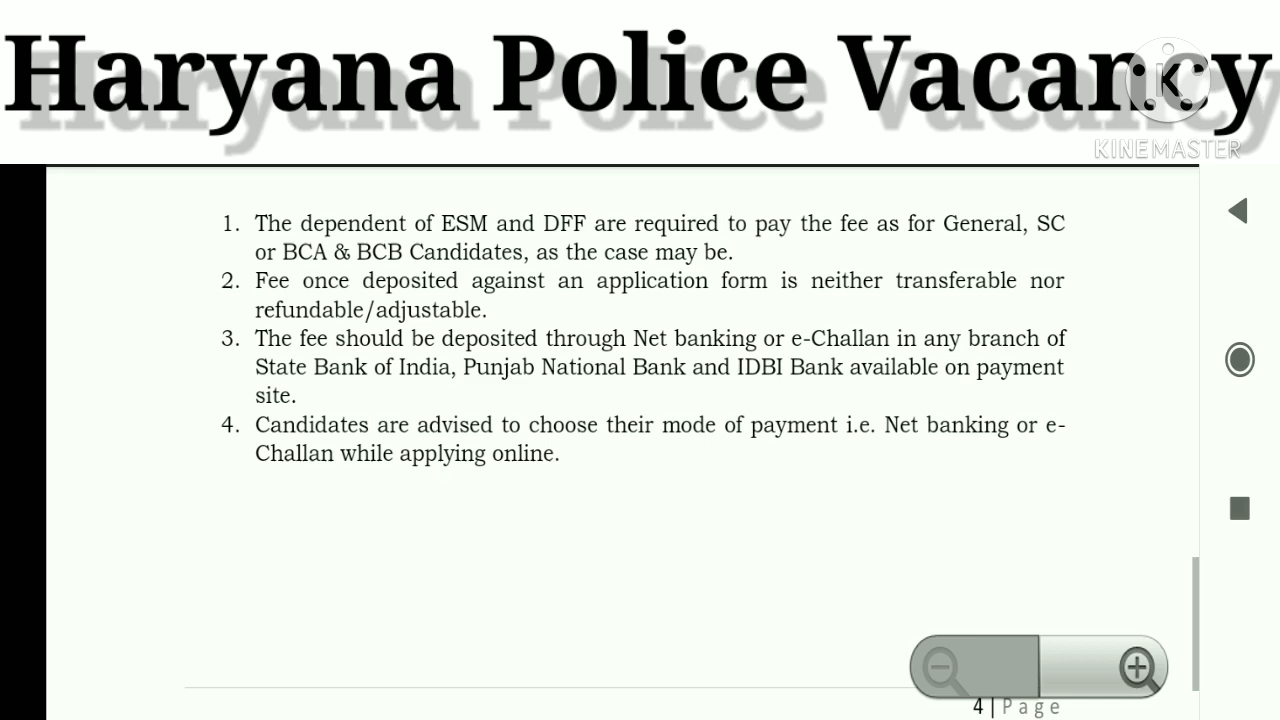 Haryana Police Vacancy
K
KINEMASTER
1. The dependent of ESM and DFF are required to pay the fee as for General, SC
or BCA & BCB Candidates, as the case may be.
2. Fee once deposited against an application form is neither transferable nor
refundable/adjustable.
3. The fee should be deposited through Net banking or e-Challan in any branch of
State Bank of India, Punjab National Bank and IDBI Bank available on payment
site.
4. Candidates are advised to choose their mode of payment i.e. Net banking or e-
Challan while applying online.
4 | Page